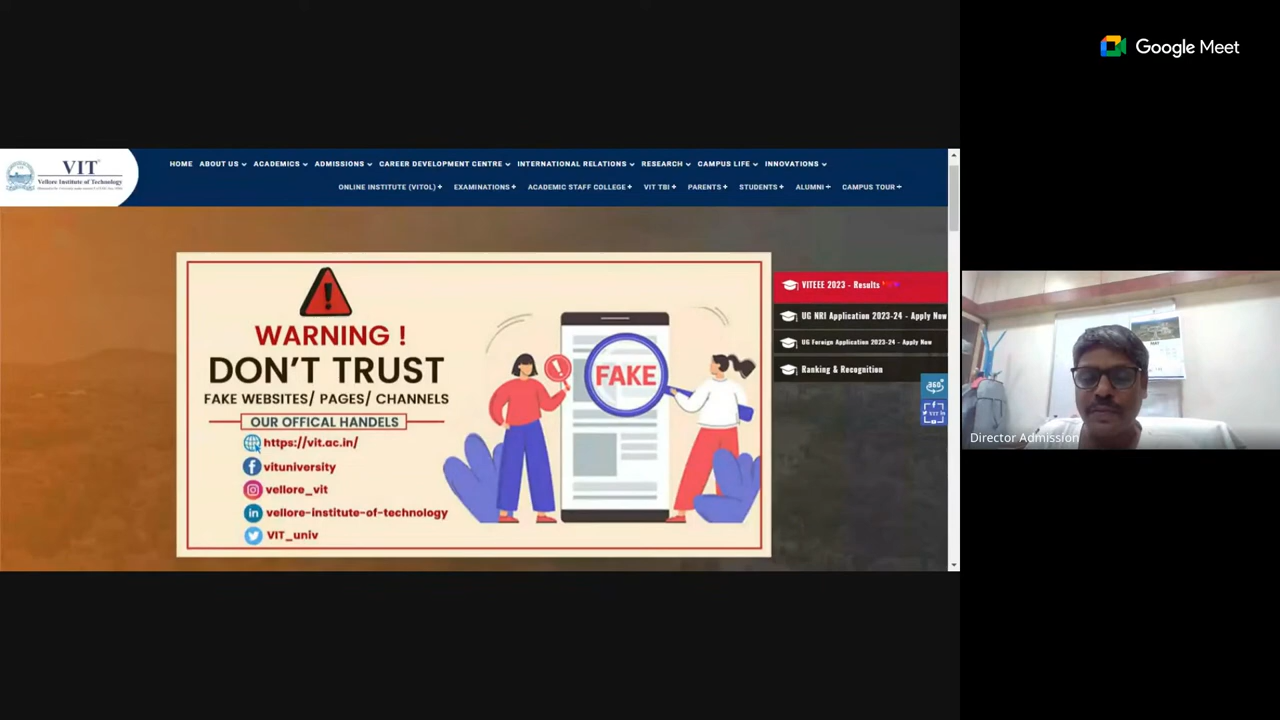 Google Meet
VIT
Vellore Institute of Technology
HOME ABOUT US ACADEMICS ADMISSIONS CAREER DEVELOPMENT CENTRE INTERNATIONAL RELATIONS RESEARCH CAMPUS LIFE INNOVATIONS
ONLINE INSTITUTE (VITOL)+ EXAMINATIONS+ ACADEMIC STAFF COLLEGE+ VIT TBI+ PARENTS+ STUDENTS+ ALUMNI+ CAMPUS TOUR+
WARNING !
DON'T TRUST
FAKE WEBSITES/ PAGES/ CHANNELS
OUR OFFICAL HANDELS
https://vit.ac.in/
vituniversity
vellore_vit
vellore-institute-of-technology
VIT_univ
FAKE
VITEEE 2023 - Results
UG NRI Application 2023-24 - Apply Now
UG Foreign Application 2023-24 - Apply Now
Ranking & Recognition
360°
Director Admission